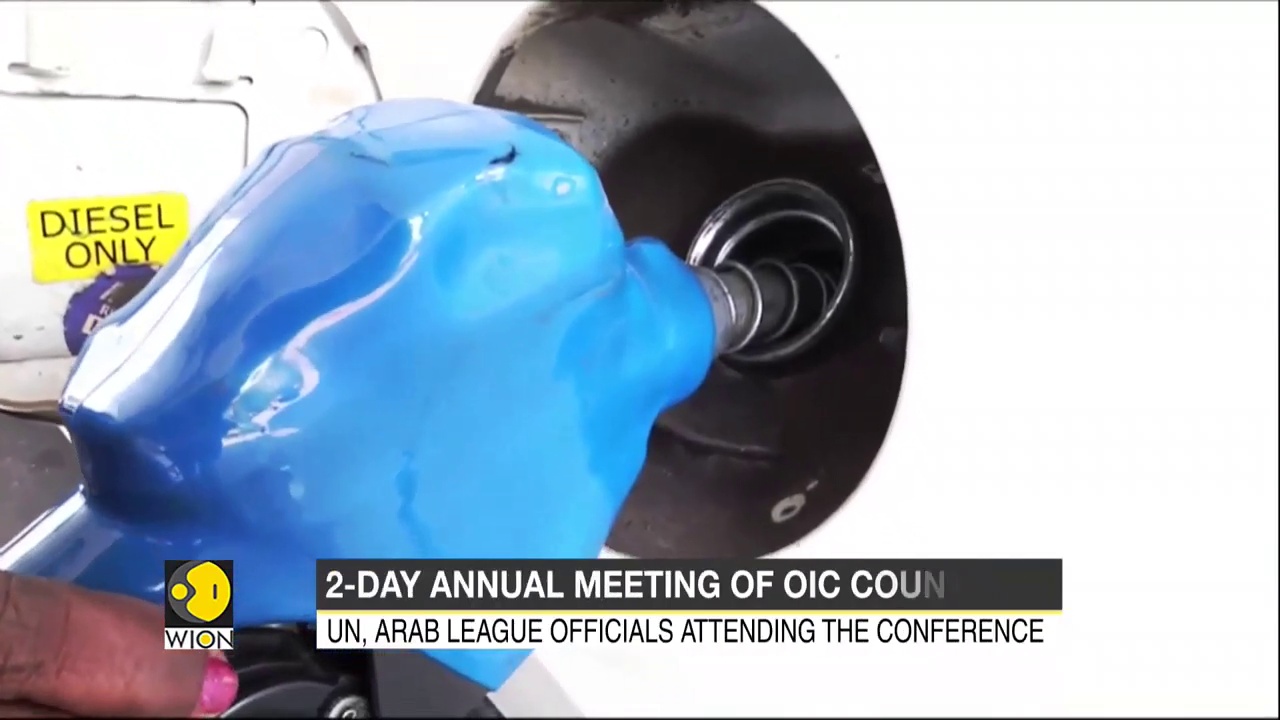 DIESEL
ONLY
2-DAY ANNUAL MEETING OF OIC COUN
UN, ARAB LEAGUE OFFICIALS ATTENDING THE CONFERENCE
WION